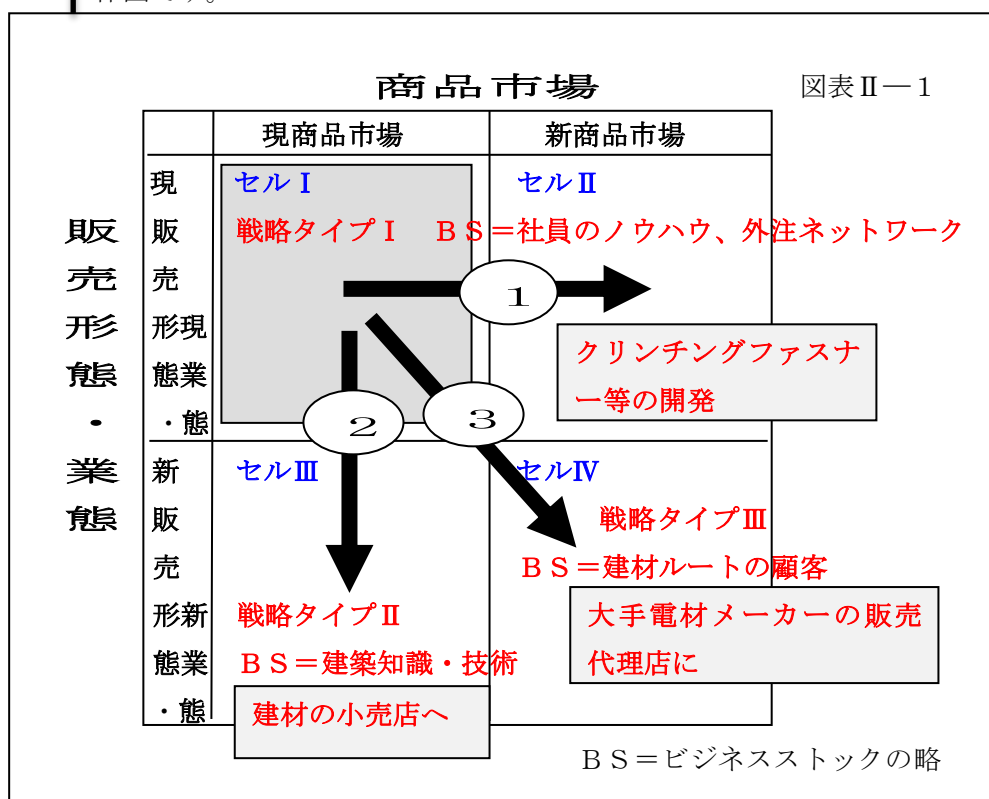 商品市場
図表Ⅱ―1
現商品市場
新商品市場
販売形態・業態
現販売形態・現業態
セルⅠ
セルⅡ
戦略タイプⅠ
ＢＳ＝社員のノウハウ、外注ネットワーク
1
クリンチングファスナ
ー等の開発
2
3
新販売形態・新業態
セルⅢ
セルⅣ
戦略タイプⅢ
ＢＳ＝建材ルートの顧客
大手電材メーカーの販売
代理店に
戦略タイプⅡ
ＢＳ＝建築知識・技術
建材の小売店へ
ＢＳ＝ビジネスストックの略